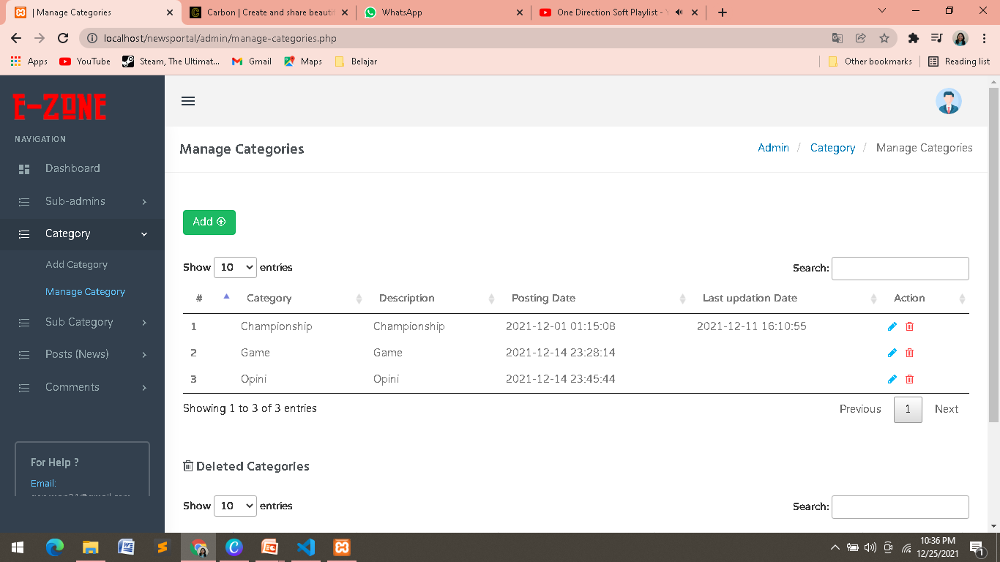 | Manage Categories
Carbon | Create and share beautif
WhatsApp
One Direction Soft Playlist -
localhost/newsportal/admin/manage-categories.php
Apps YouTube Steam, The Ultimat... Gmail Maps Belajar Other bookmarks Reading list
E-ZONE
NAVIGATION
Dashboard
Sub-admins
Category
Add Category
Manage Category
Sub Category
Posts (News)
Comments
For Help ?
Email:
Manage Categories
Admin / Category / Manage Categories
Add
Show 10 entries Search:
# Category Description Posting Date Last updation Date Action
1 Championship Championship 2021-12-01 01:15:08 2021-12-11 16:10:55
2 Game Game 2021-12-14 23:28:14
3 Opini Opini 2021-12-14 23:45:44
Showing 1 to 3 of 3 entries Previous 1 Next
Deleted Categories
Show 10 entries Search:
10:36 PM
12/25/2021
1